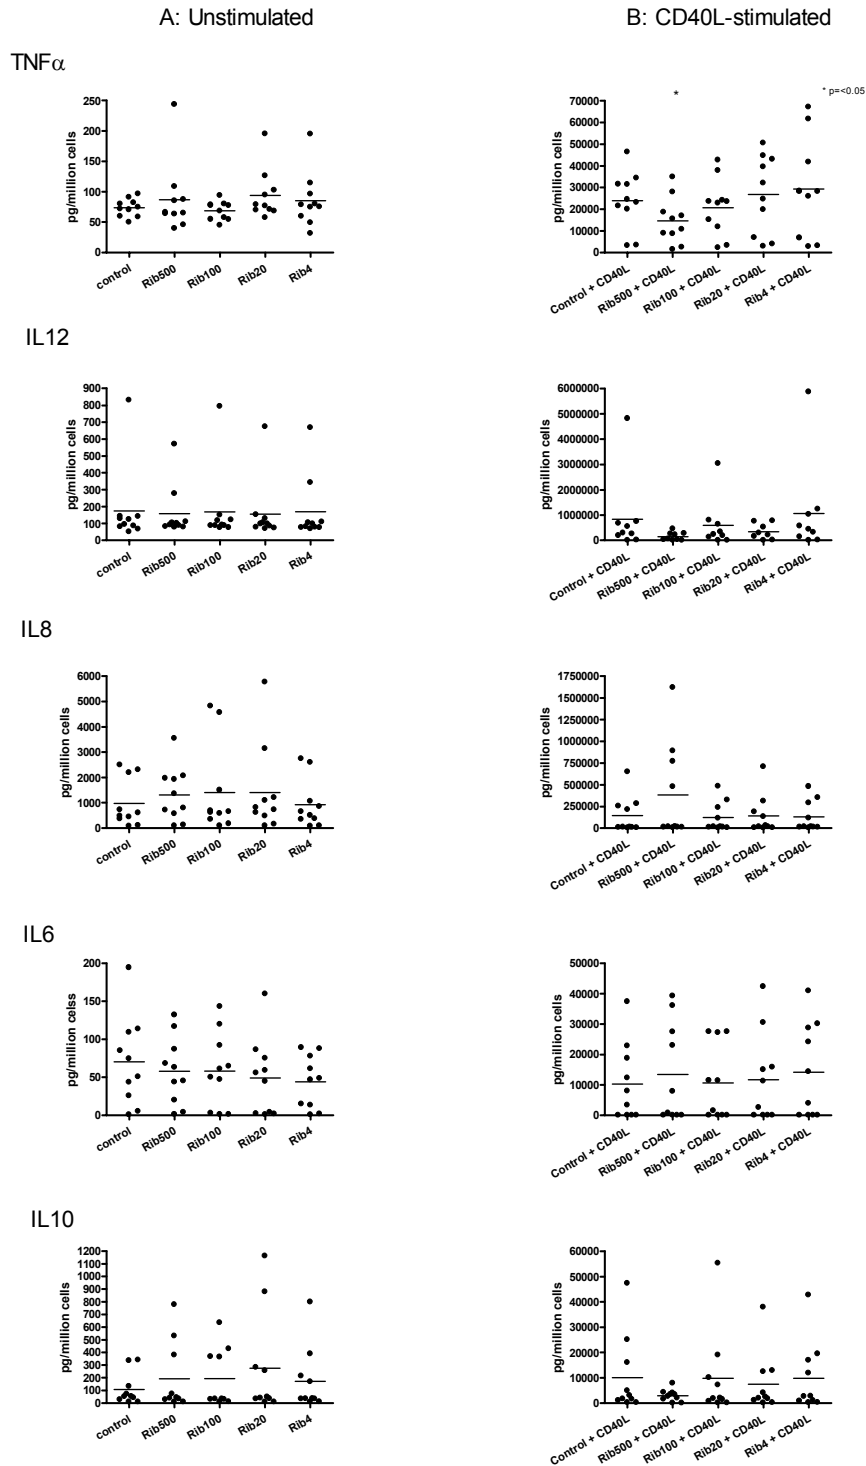 A: Unstimulated
B: CD40L-stimulated
TNFα
250
200
150
100
50
0
pg/million cells
control
Rib500
Rib100
Rib20
Rib4
70000
60000
50000
40000
30000
20000
10000
0
pg/million cells
*
* p=<0.05
Control + CD40L
Rib500 + CD40L
Rib100 + CD40L
Rib20 + CD40L
Rib4 + CD40L
IL12
900
800
700
600
500
400
300
200
100
0
pg/million cells
control
Rib500
Rib100
Rib20
Rib4
6000000
5000000
4000000
3000000
2000000
1000000
0
pg/million cells
Control + CD40L
Rib500 + CD40L
Rib100 + CD40L
Rib20 + CD40L
Rib4 + CD40L
IL8
6000
5000
4000
3000
2000
1000
0
pg/million cells
control
Rib500
Rib100
Rib20
Rib4
1750000
1500000
1250000
1000000
750000
500000
250000
0
pg/million cells
Control + CD40L
Rib500 + CD40L
Rib100 + CD40L
Rib20 + CD40L
Rib4 + CD40L
IL6
200
150
100
50
0
pg/million celss
control
Rib500
Rib100
Rib20
Rib4
50000
40000
30000
20000
10000
0
pg/million cells
Control + CD40L
Rib500 + CD40L
Rib100 + CD40L
Rib20 + CD40L
Rib4 + CD40L
IL10
1200
1100
1000
900
800
700
600
500
400
300
200
100
0
pg/million cells
control
Rib500
Rib100
Rib20
Rib4
60000
50000
40000
30000
20000
10000
0
pg/million cells
Control + CD40L
Rib500 + CD40L
Rib100 + CD40L
Rib20 + CD40L
Rib4 + CD40L